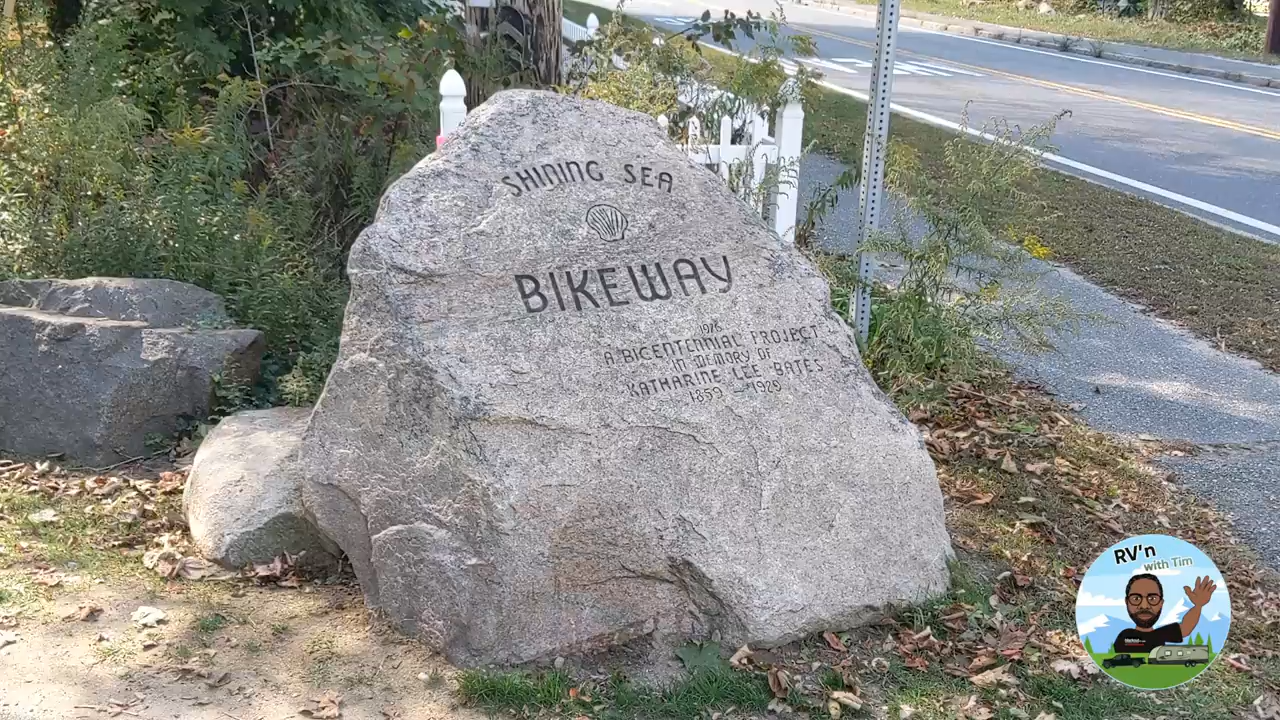 SHINING SEA
BIKEWAY
1976
A BICENTENNIAL PROJECT
IN MEMORY OF
KATHARINE LEE BATES
1859 – 1929
RV'n
with Tim